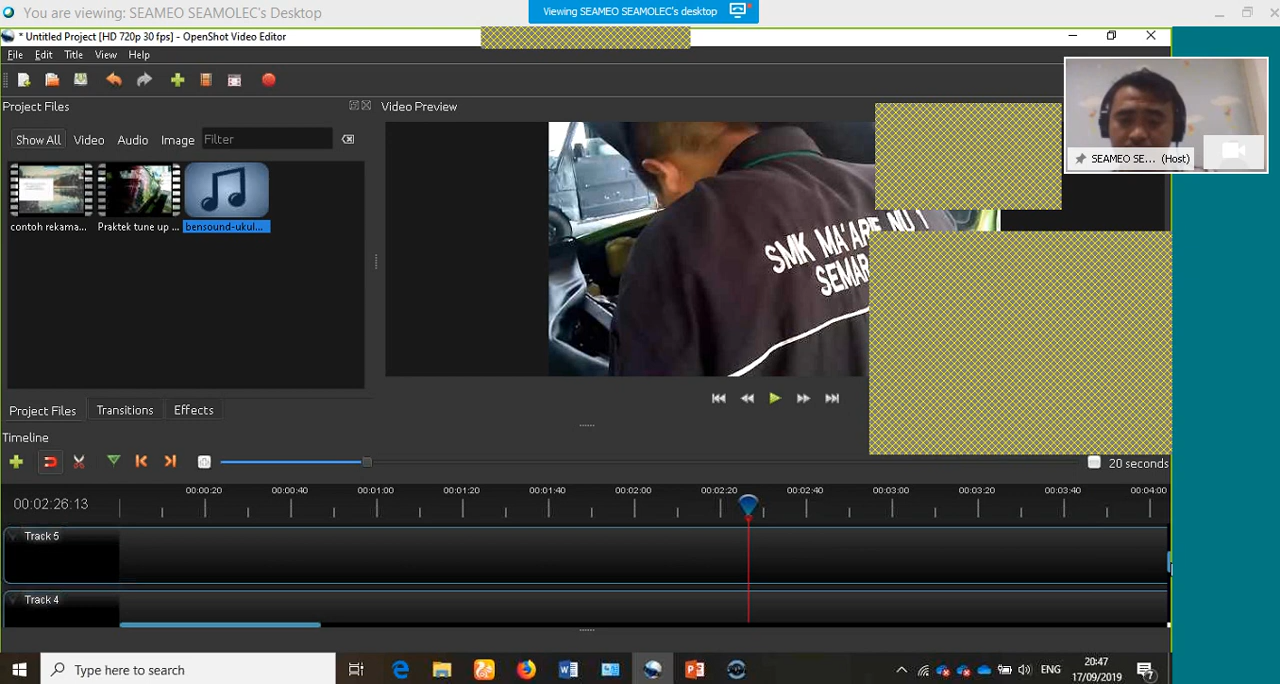 You are viewing: SEAMEO SEAMOLEC's Desktop
Viewing SEAMEO SEAMOLEC's desktop
* Untitled Project [HD 720p 30 fps] - OpenShot Video Editor
File Edit Title View Help
Project Files
Video Preview
Show All Video Audio Image Filter
contoh rekama... Praktek tune up ... bensound-ukul...
SMK MA'ARIF NU 1
SEMAR
SEAMEO SE... (Host)
Project Files Transitions Effects
Timeline
20 seconds
00:02:26:13
00:00:20 00:00:40 00:01:00 00:01:20 00:01:40 00:02:00 00:02:20 00:02:40 00:03:00 00:03:20 00:03:40 00:04:00
Track 5
Track 4
Type here to search
ENG
20:47
17/09/2019
7